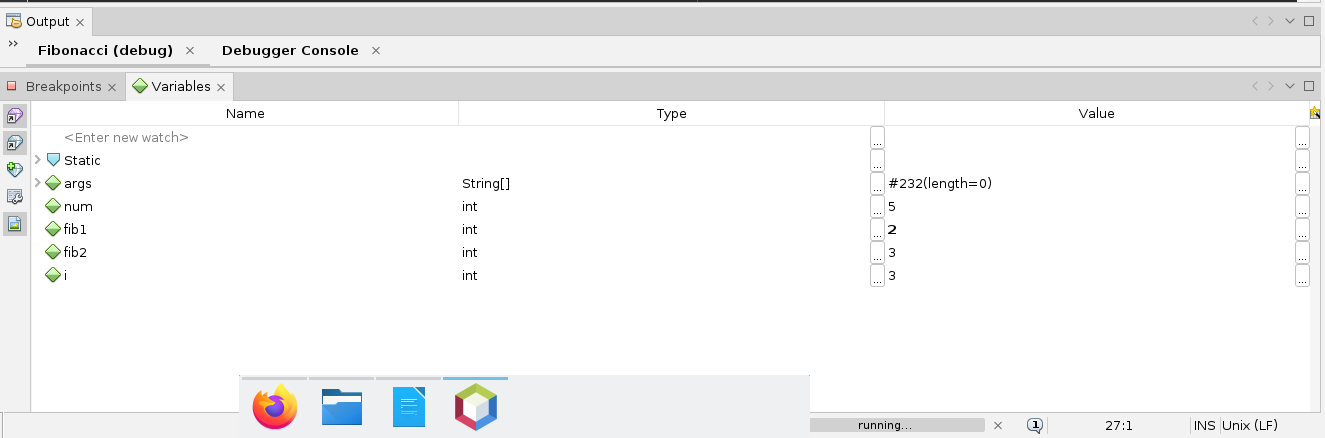 Output
Fibonacci (debug) Debugger Console
Breakpoints Variables
Name Type Value
<Enter new watch> ... ...
Static ... ...
args String[] ... #232(length=0) ...
num int ... 5 ...
fib1 int ... 2 ...
fib2 int ... 3 ...
i int ... 3 ...
running... 1 27:1 INS Unix (LF)